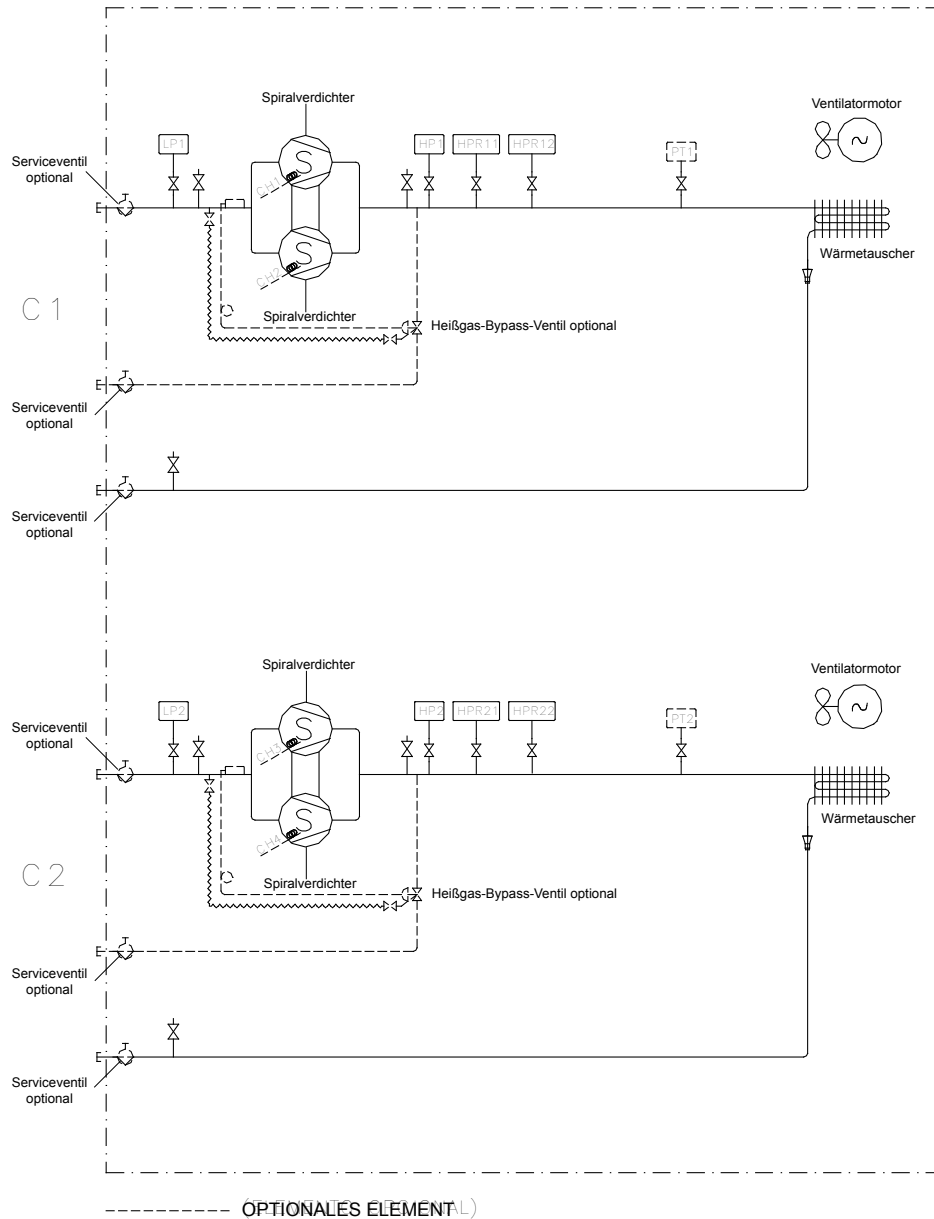 Spiralverdichter
Ventilatormotor
LP1
HP1
HPR11
HPR12
PT1
Serviceventil
optional
S
CH1
S
CH2
Wärmetauscher
C1
Spiralverdichter
Heißgas-Bypass-Ventil optional
Serviceventil
optional
Serviceventil
optional
Spiralverdichter
Ventilatormotor
LP2
HP2
HPR21
HPR22
PT2
Serviceventil
optional
S
CH3
S
CH4
Wärmetauscher
C2
Spiralverdichter
Heißgas-Bypass-Ventil optional
Serviceventil
optional
Serviceventil
optional
OPTIONALES ELEMENT